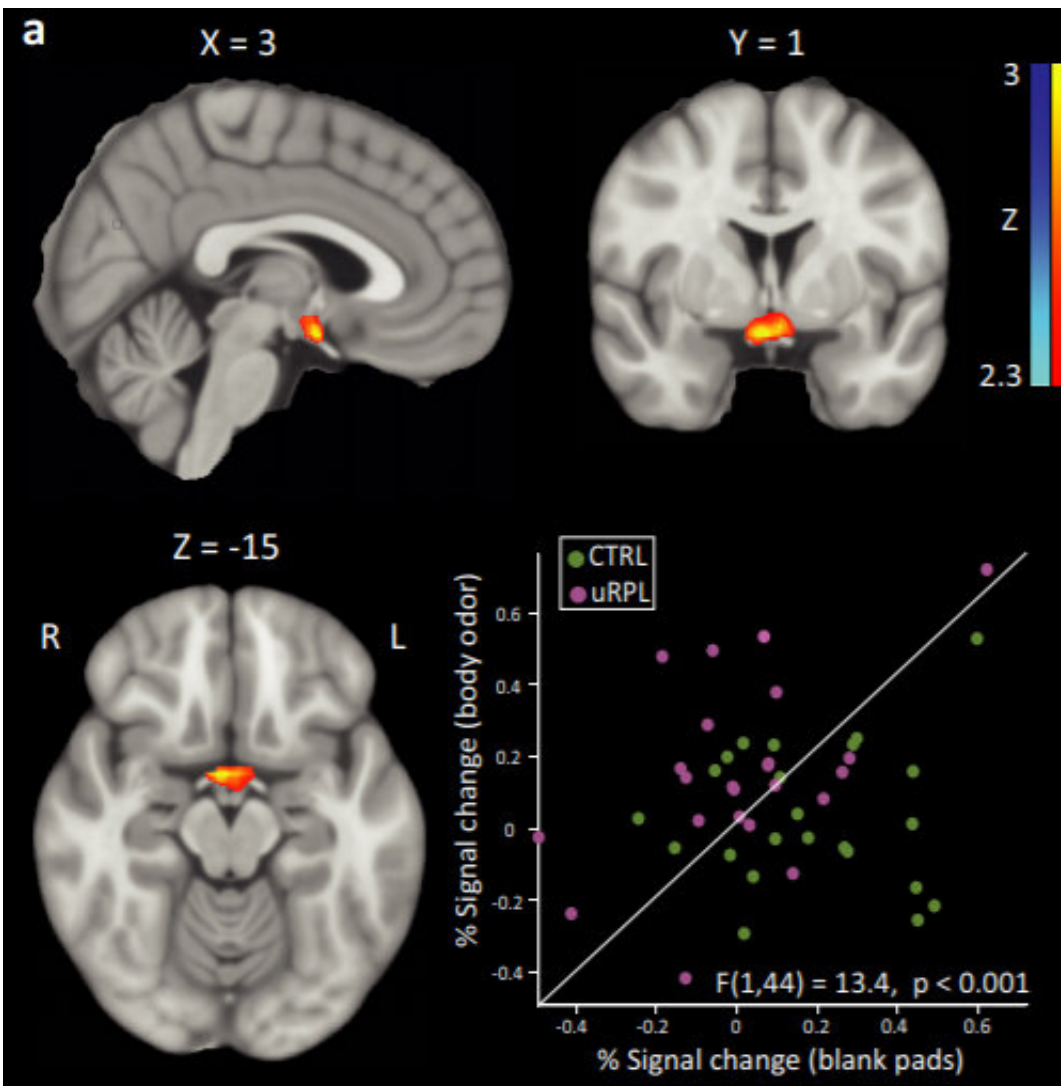 a
X = 3
Y = 1
3
Z
2.3
Z = -15
R
L
CTRL
uRPL
% Signal change (body odor)
0.6
0.4
0.2
0
-0.2
-0.4
F(1,44) = 13.4, p < 0.001
-0.4 -0.2 0 0.2 0.4 0.6
% Signal change (blank pads)